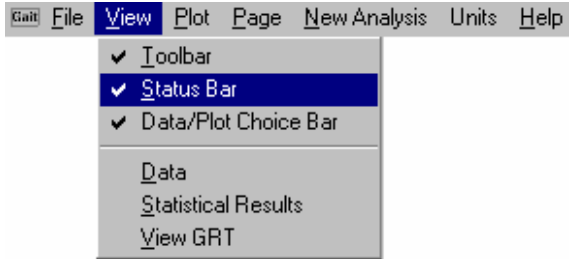 Gait File View Plot Page New Analysis Units Help
Toolbar
Status Bar
Data/Plot Choice Bar
Data
Statistical Results
View GRT